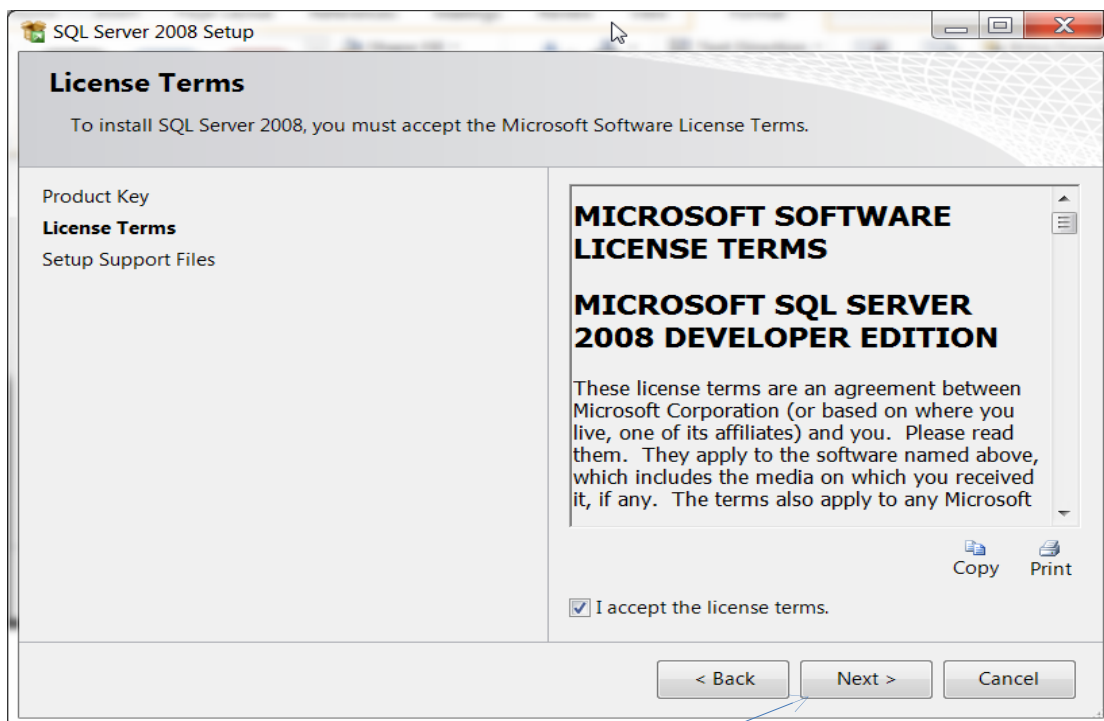 SQL Server 2008 Setup
License Terms
To install SQL Server 2008, you must accept the Microsoft Software License Terms.
Product Key
License Terms
Setup Support Files
MICROSOFT SOFTWARE
LICENSE TERMS
MICROSOFT SQL SERVER
2008 DEVELOPER EDITION
These license terms are an agreement between
Microsoft Corporation (or based on where you
live, one of its affiliates) and you.  Please read
them.  They apply to the software named above,
which includes the media on which you received
it, if any.  The terms also apply to any Microsoft
Copy Print
I accept the license terms.
< Back Next > Cancel